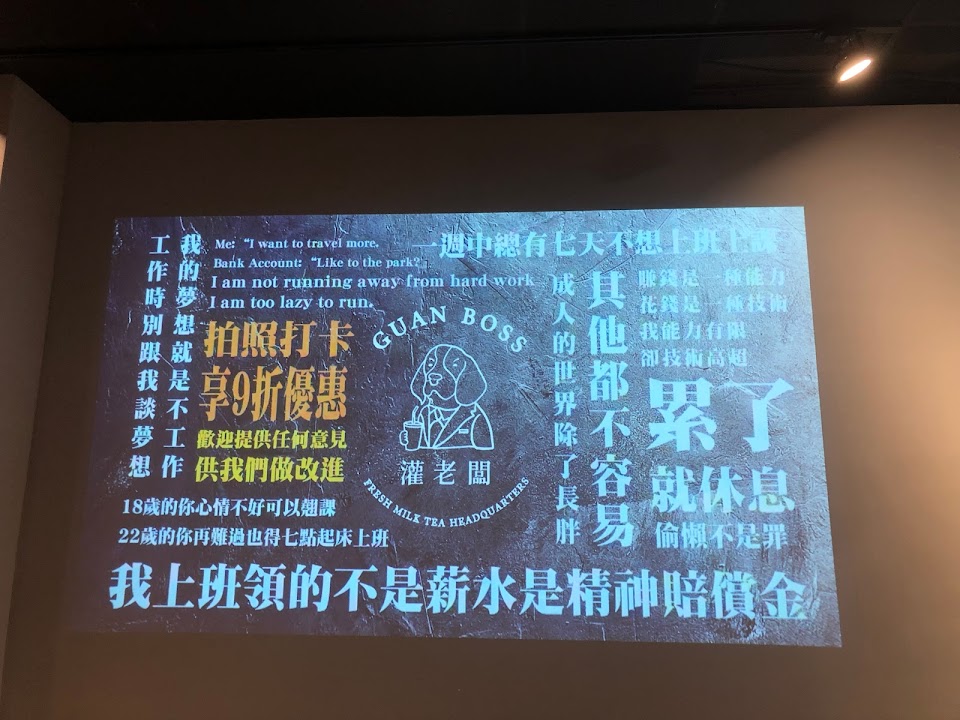 工作時別跟我談夢想
我的夢想就是不工作
Me: “I want to travel more.
Bank Account: “Like to the park?”
I am not running away from hard work
I am too lazy to run.
拍照打卡
享9折優惠
歡迎提供任何意見
供我們做改進
18歲的你心情不好可以翹課
22歲的你再難過也得七點起床上班
GUAN BOSS
灌老闆
FRESH MILK TEA HEADQUARTERS
一週中總有七天不想上班上課
成人的世界除了長胖
其他都不容易
賺錢是一種能力
花錢是一種技術
我能力有限
卻技術高超
累了
就休息
偷懶不是罪
我上班領的不是薪水是精神賠償金